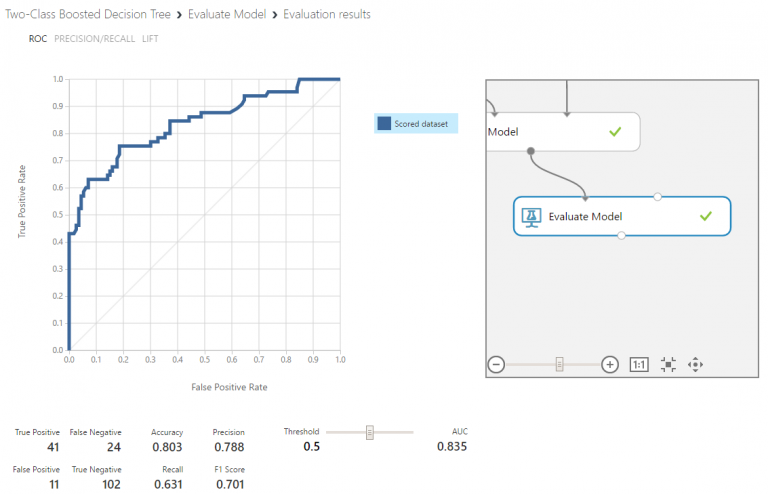 Two-Class Boosted Decision Tree › Evaluate Model › Evaluation results
ROC PRECISION/RECALL LIFT
1.0
0.9
0.8
0.7
0.6
0.5
0.4
0.3
0.2
0.1
0.0
True Positive Rate
0.0 0.1 0.2 0.3 0.4 0.5 0.6 0.7 0.8 0.9 1.0
False Positive Rate
Scored dataset
Model
Evaluate Model
1:1
True Positive False Negative Accuracy Precision Threshold AUC
41 24 0.803 0.788 0.5 0.835
False Positive True Negative Recall F1 Score
11 102 0.631 0.701